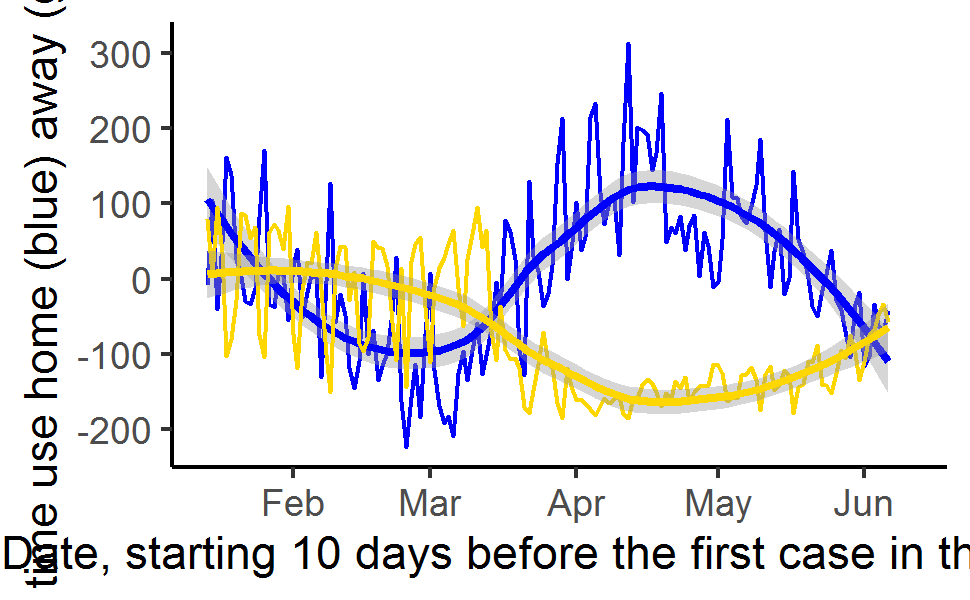 time use home (blue) away (
300
200
100
0
-100
-200
Feb Mar Apr May Jun
Date, starting 10 days before the first case in th